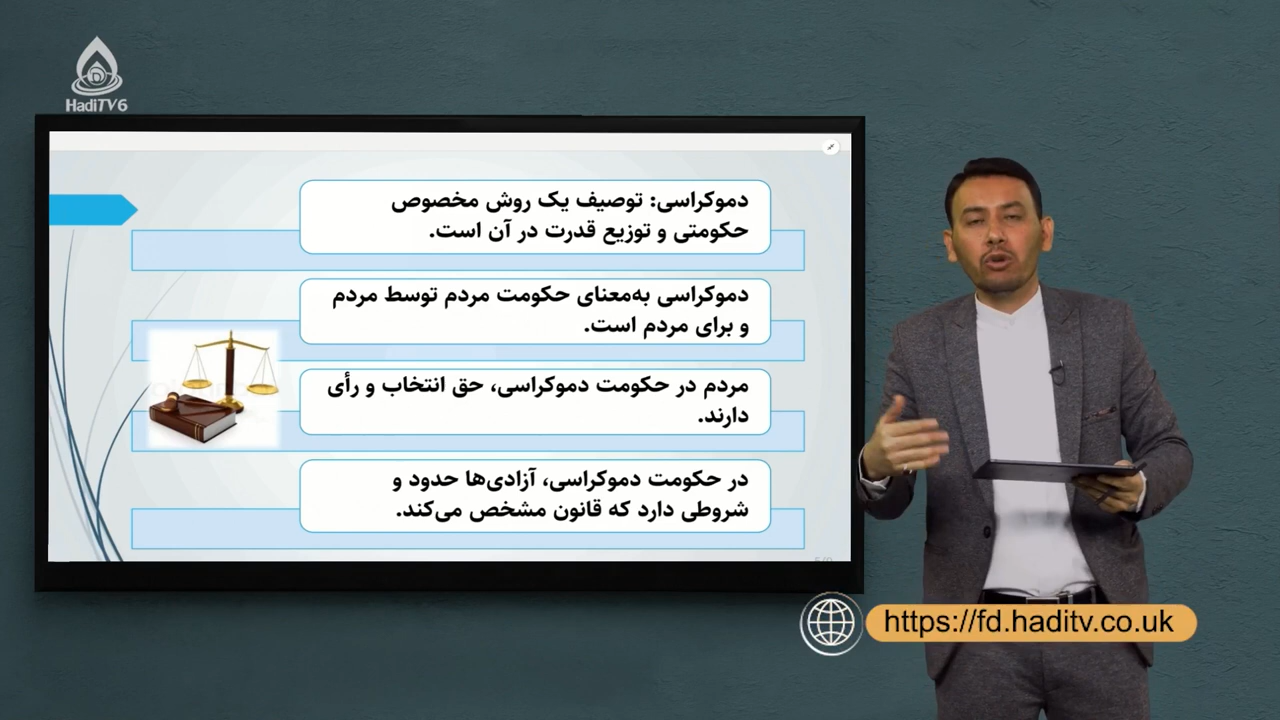 HadiTV6
دموکراسی: توصیف یک روش مخصوص
حکومتی و توزیع قدرت در آن است.
دموکراسی به‌معنای حکومت مردم توسط مردم
و برای مردم است.
مردم در حکومت دموکراسی، حق انتخاب و رأی
دارند.
در حکومت دموکراسی، آزادی‌ها حدود و
شروطی دارد که قانون مشخص می‌کند.
https://fd.haditv.co.uk